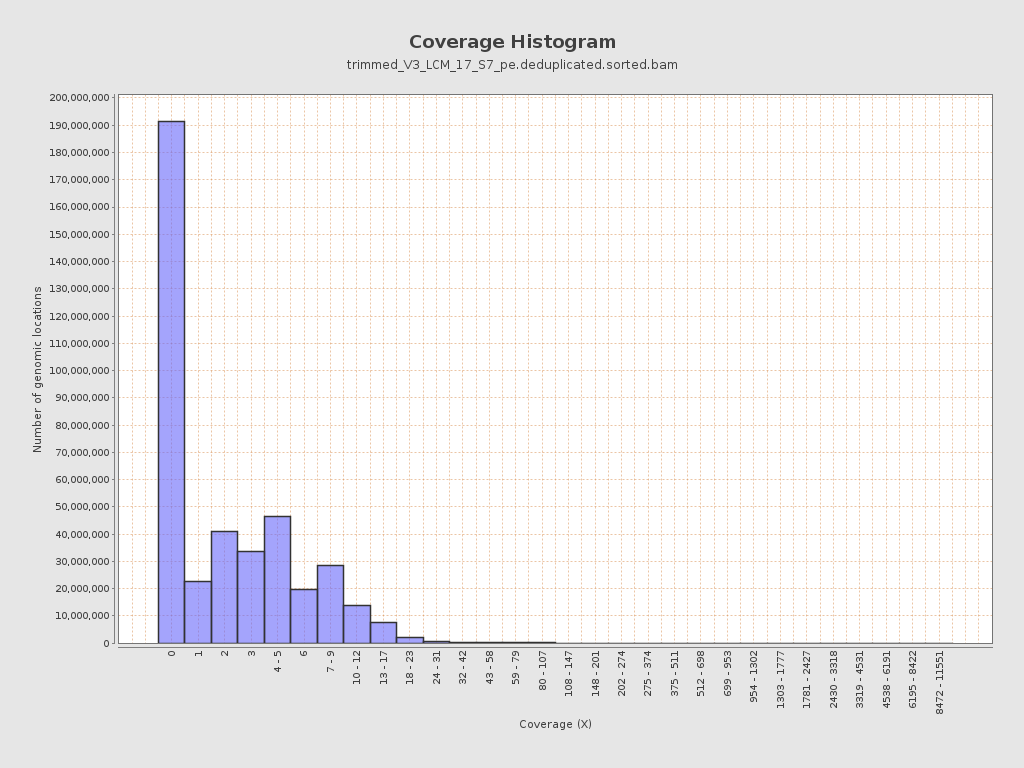 Coverage Histogram
trimmed_V3_LCM_17_S7_pe.deduplicated.sorted.bam
Number of genomic locations
200,000,000
190,000,000
180,000,000
170,000,000
160,000,000
150,000,000
140,000,000
130,000,000
120,000,000
110,000,000
100,000,000
90,000,000
80,000,000
70,000,000
60,000,000
50,000,000
40,000,000
30,000,000
20,000,000
10,000,000
0
0
1
2
3
4 - 5
6
7 - 9
10 - 12
13 - 17
18 - 23
24 - 31
32 - 42
43 - 58
59 - 79
80 - 107
108 - 147
148 - 201
202 - 274
275 - 374
375 - 511
512 - 698
699 - 953
954 - 1302
1303 - 1777
1781 - 2427
2430 - 3318
3319 - 4531
4538 - 6191
6195 - 8422
8472 - 11551
Coverage (X)